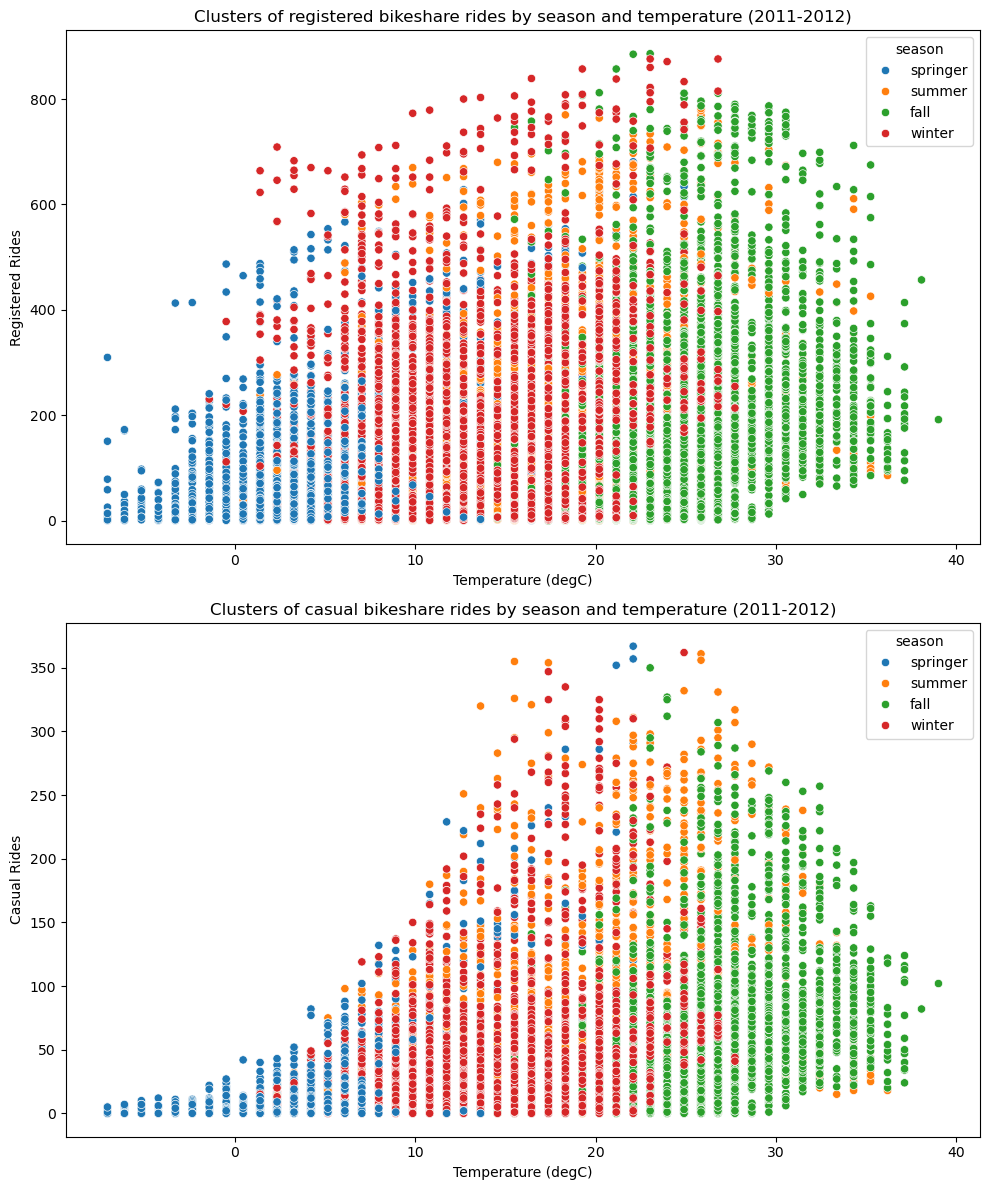 Clusters of registered bikeshare rides by season and temperature (2011-2012)
season
springer
summer
fall
winter
800
600
400
200
0
Registered Rides
0 10 20 30 40
Temperature (degC)
Clusters of casual bikeshare rides by season and temperature (2011-2012)
season
springer
summer
fall
winter
350
300
250
200
150
100
50
0
Casual Rides
0 10 20 30 40
Temperature (degC)